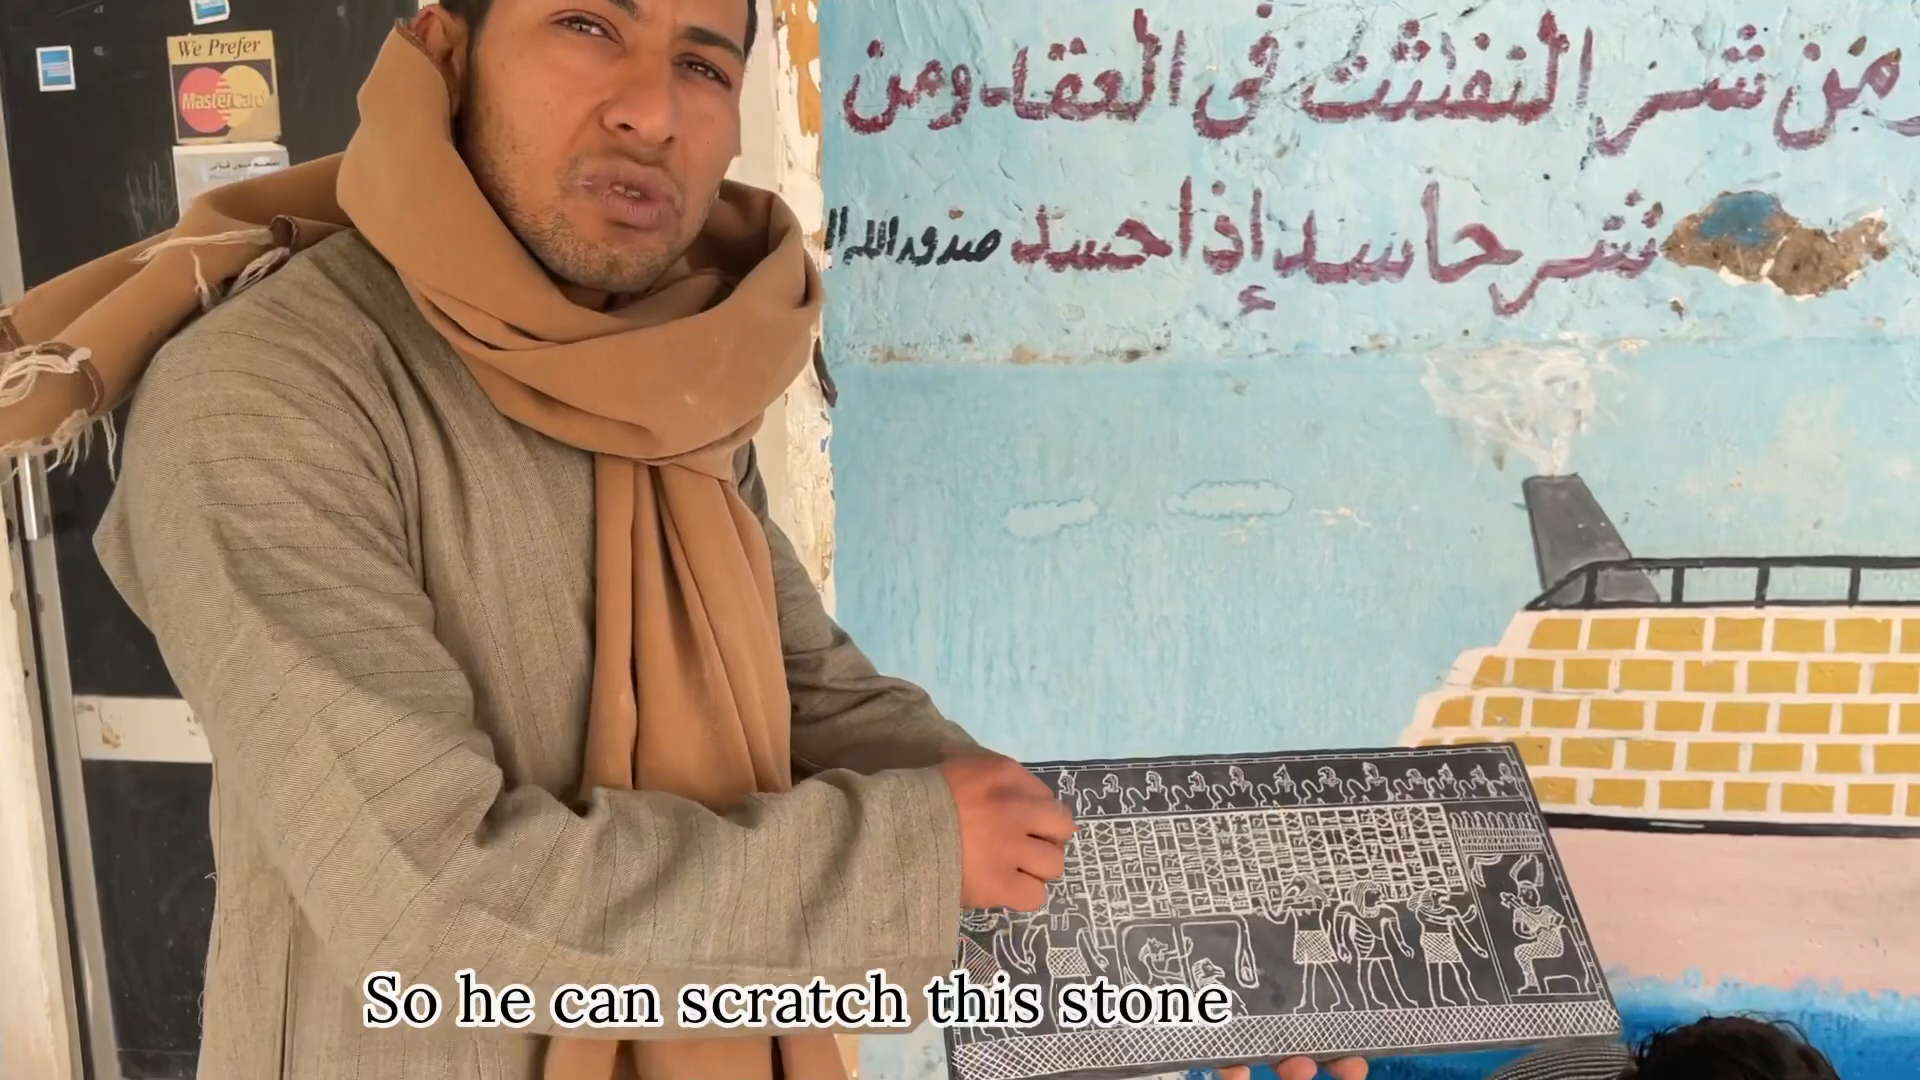 We Prefer
MasterCard
من شر النفثت فى العقد ومن
شر حاسد إذا حسد صدق الله ال
So he can scratch this stone